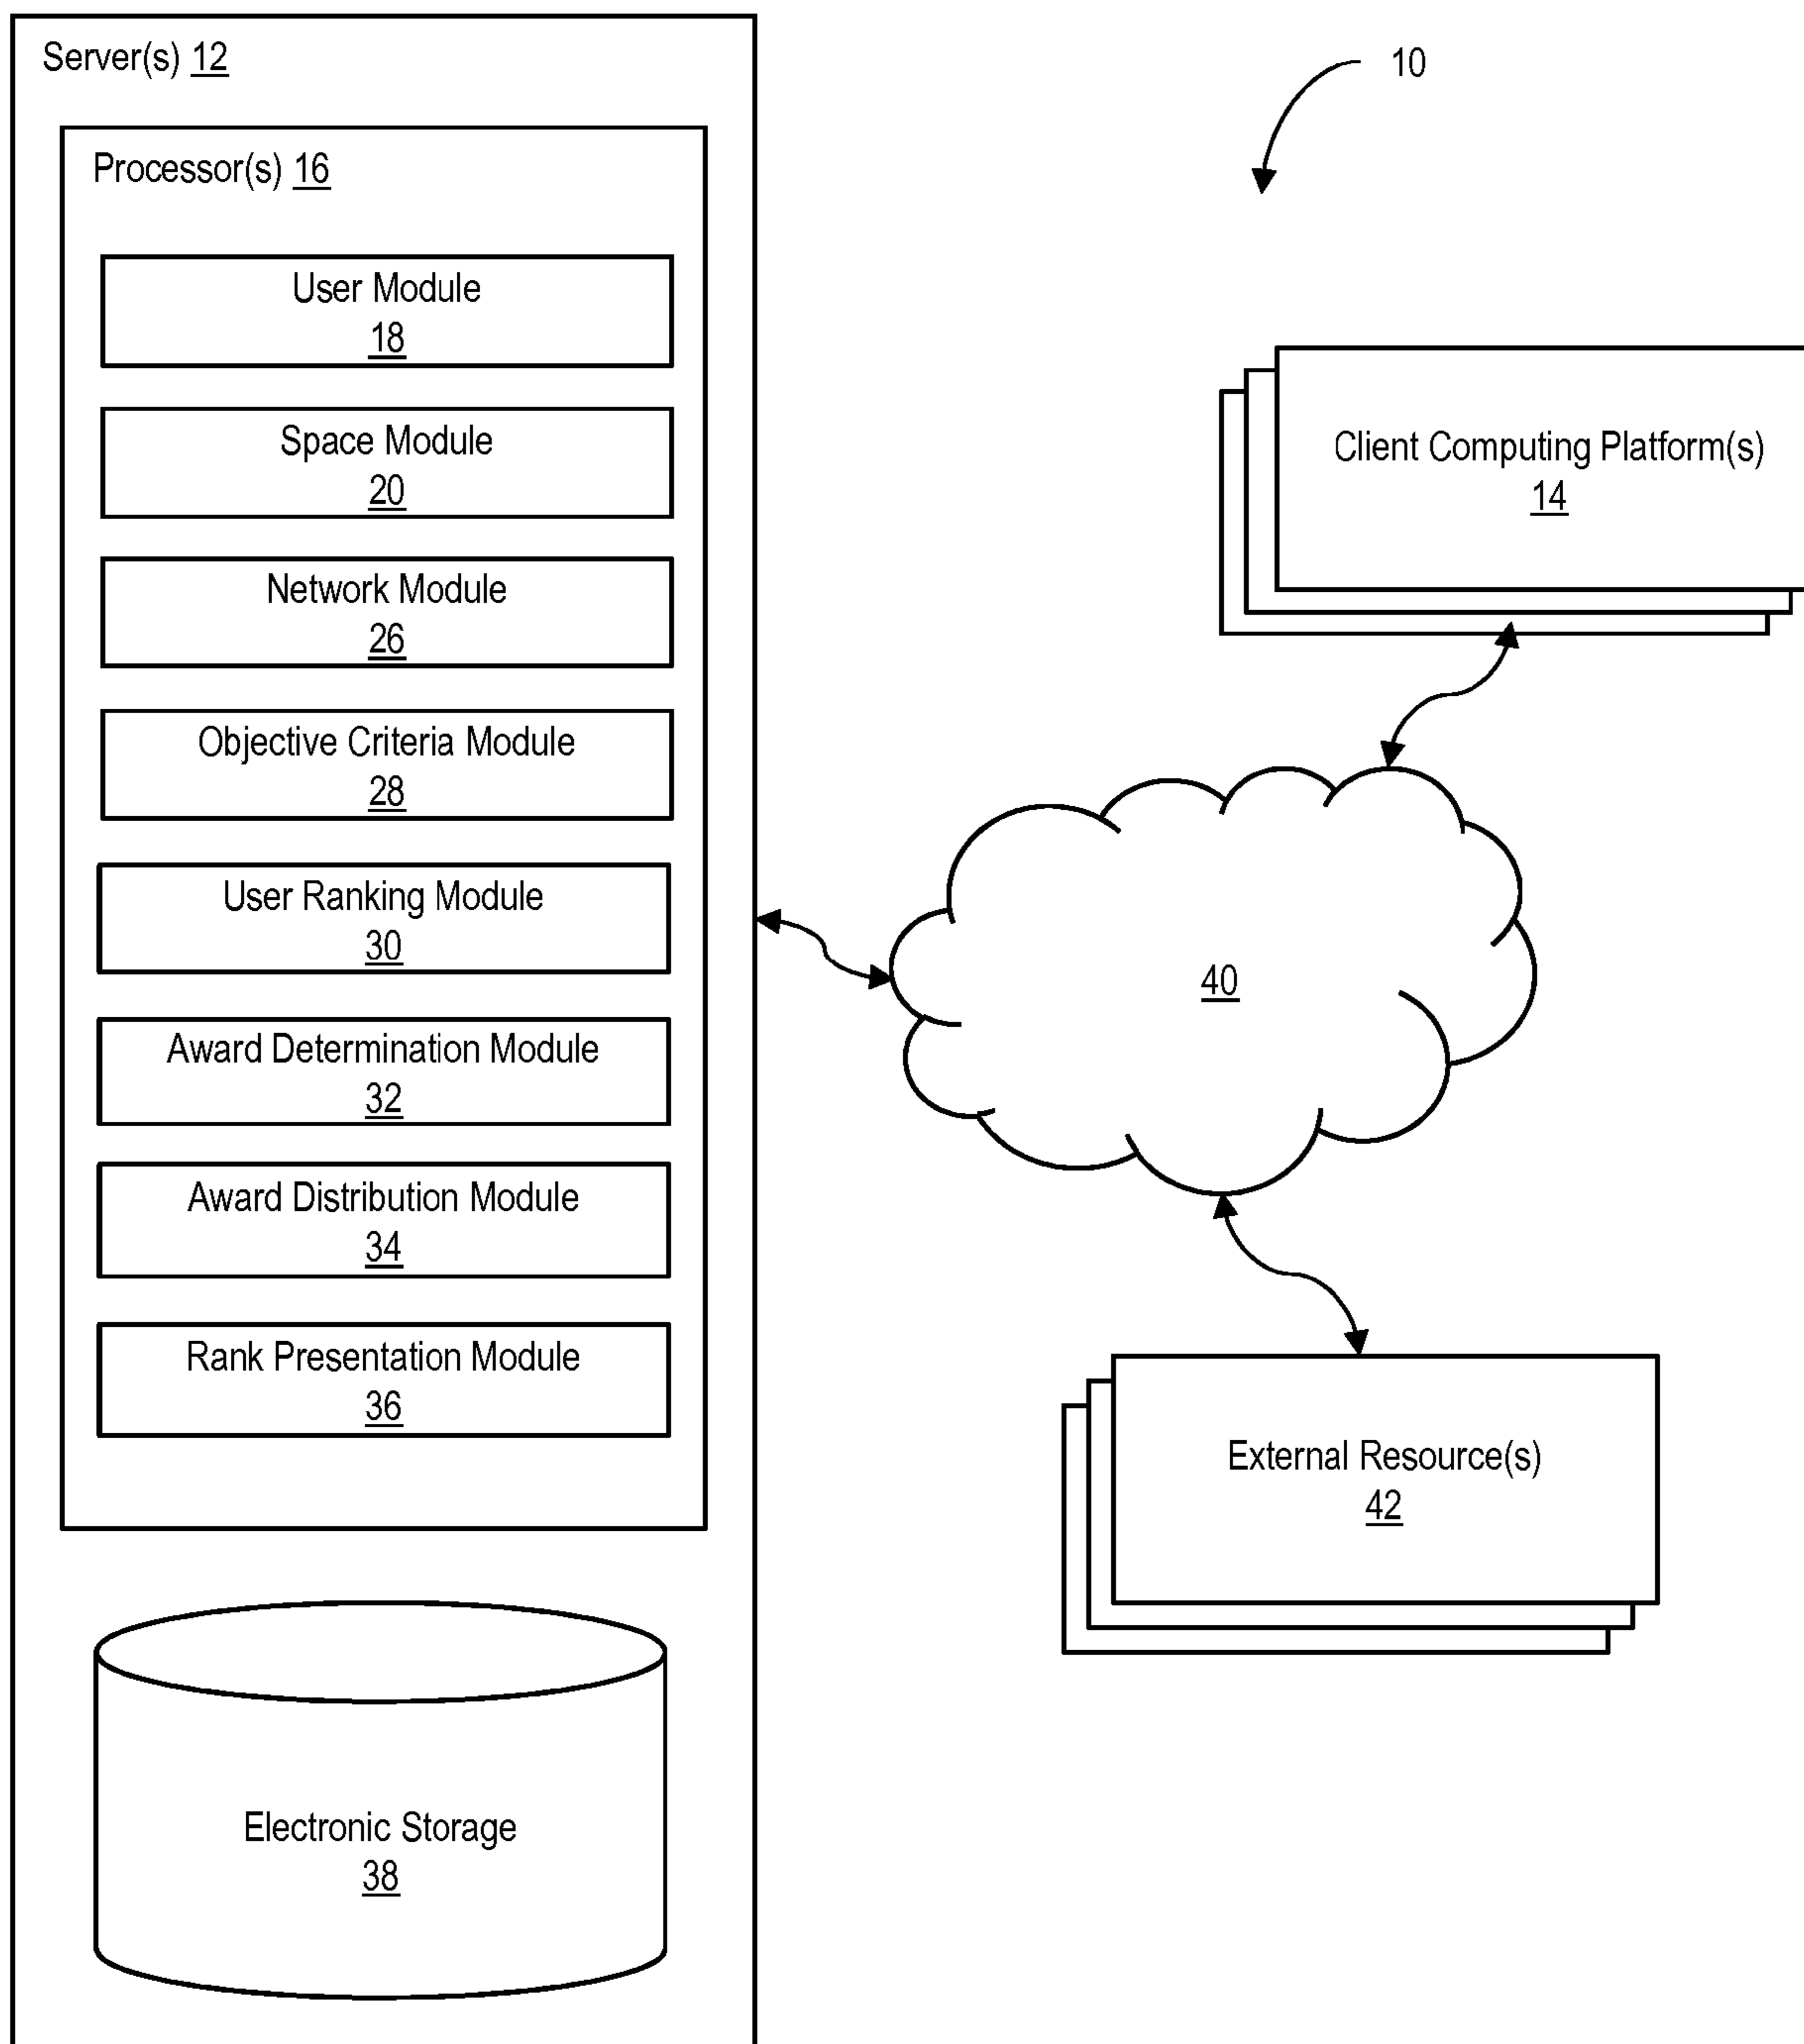 Server(s) 12
10
Processor(s) 16
User Module
18
Space Module
20
Network Module
26
Objective Criteria Module
28
User Ranking Module
30
Award Determination Module
32
Award Distribution Module
34
Rank Presentation Module
36
Electronic Storage
38
Client Computing Platform(s)
14
40
External Resource(s)
42